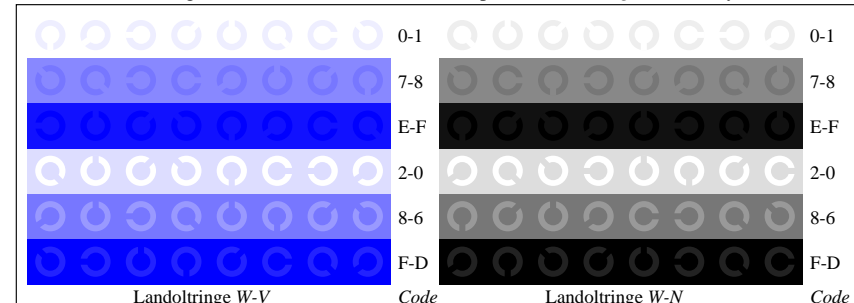 0-1 0-1
7-8 7-8
E-F E-F
2-0 2-0
8-6 8-6
F-D F-D
Landoltringe W-V Code Landoltringe W-N Code